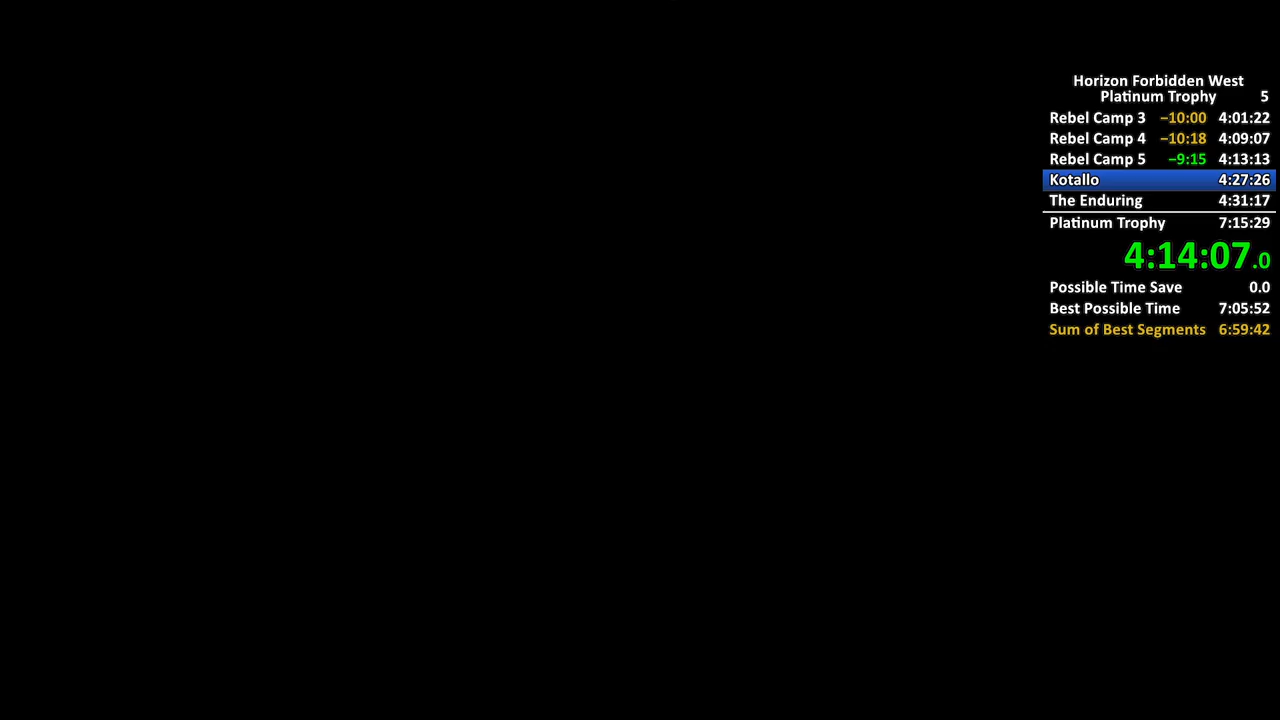 Horizon Forbidden West
Platinum Trophy 5
Rebel Camp 3 −10:00 4:01:22
Rebel Camp 4 −10:18 4:09:07
Rebel Camp 5 −9:15 4:13:13
Kotallo 4:27:26
The Enduring 4:31:17
Platinum Trophy 7:15:29
4:14:07.0
Possible Time Save 0.0
Best Possible Time 7:05:52
Sum of Best Segments 6:59:42